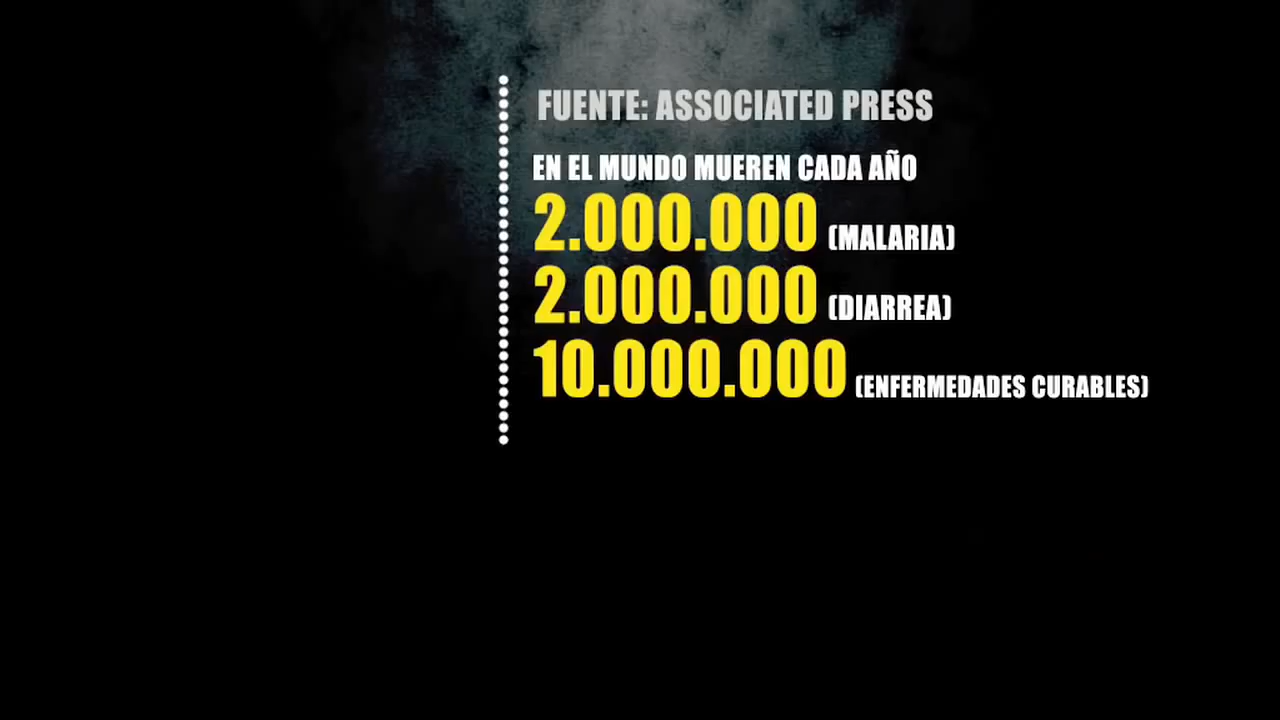 FUENTE: ASSOCIATED PRESS
EN EL MUNDO MUEREN CADA AÑO
2.000.000 (MALARIA)
2.000.000 (DIARREA)
10.000.000 (ENFERMEDADES CURABLES)